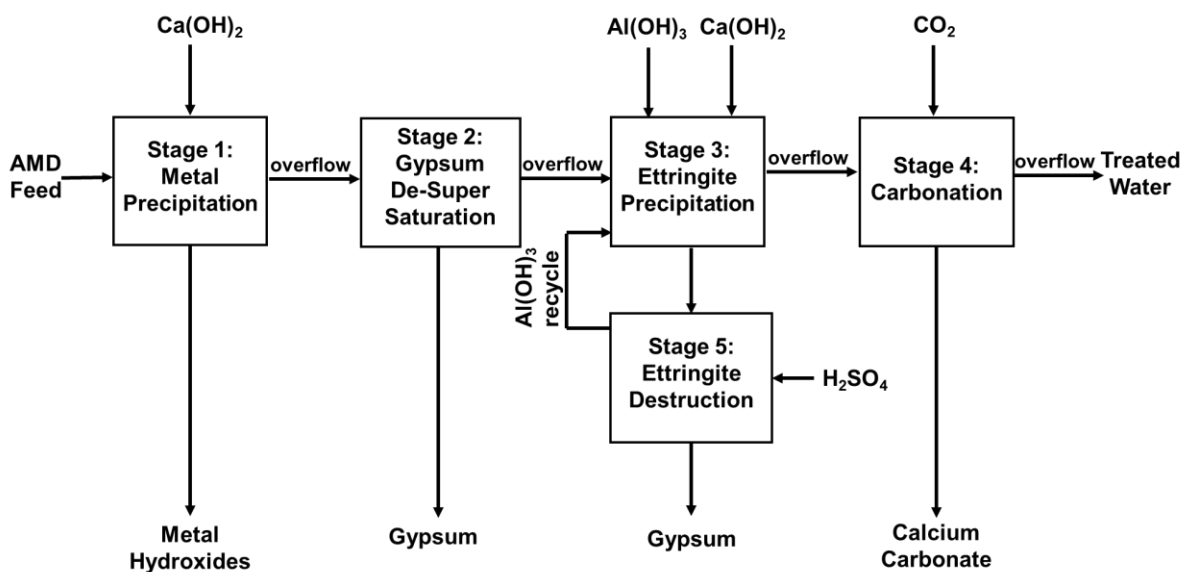 Ca(OH)₂
Al(OH)₃
Ca(OH)₂
CO₂
AMD
Feed
Stage 1:
Metal
Precipitation
overflow
Stage 2:
Gypsum
De-Super
Saturation
overflow
Stage 3:
Ettringite
Precipitation
overflow
Stage 4:
Carbonation
overflow
Treated
Water
Al(OH)₃
recycle
Stage 5:
Ettringite
Destruction
H₂SO₄
Metal
Hydroxides
Gypsum
Gypsum
Calcium
Carbonate